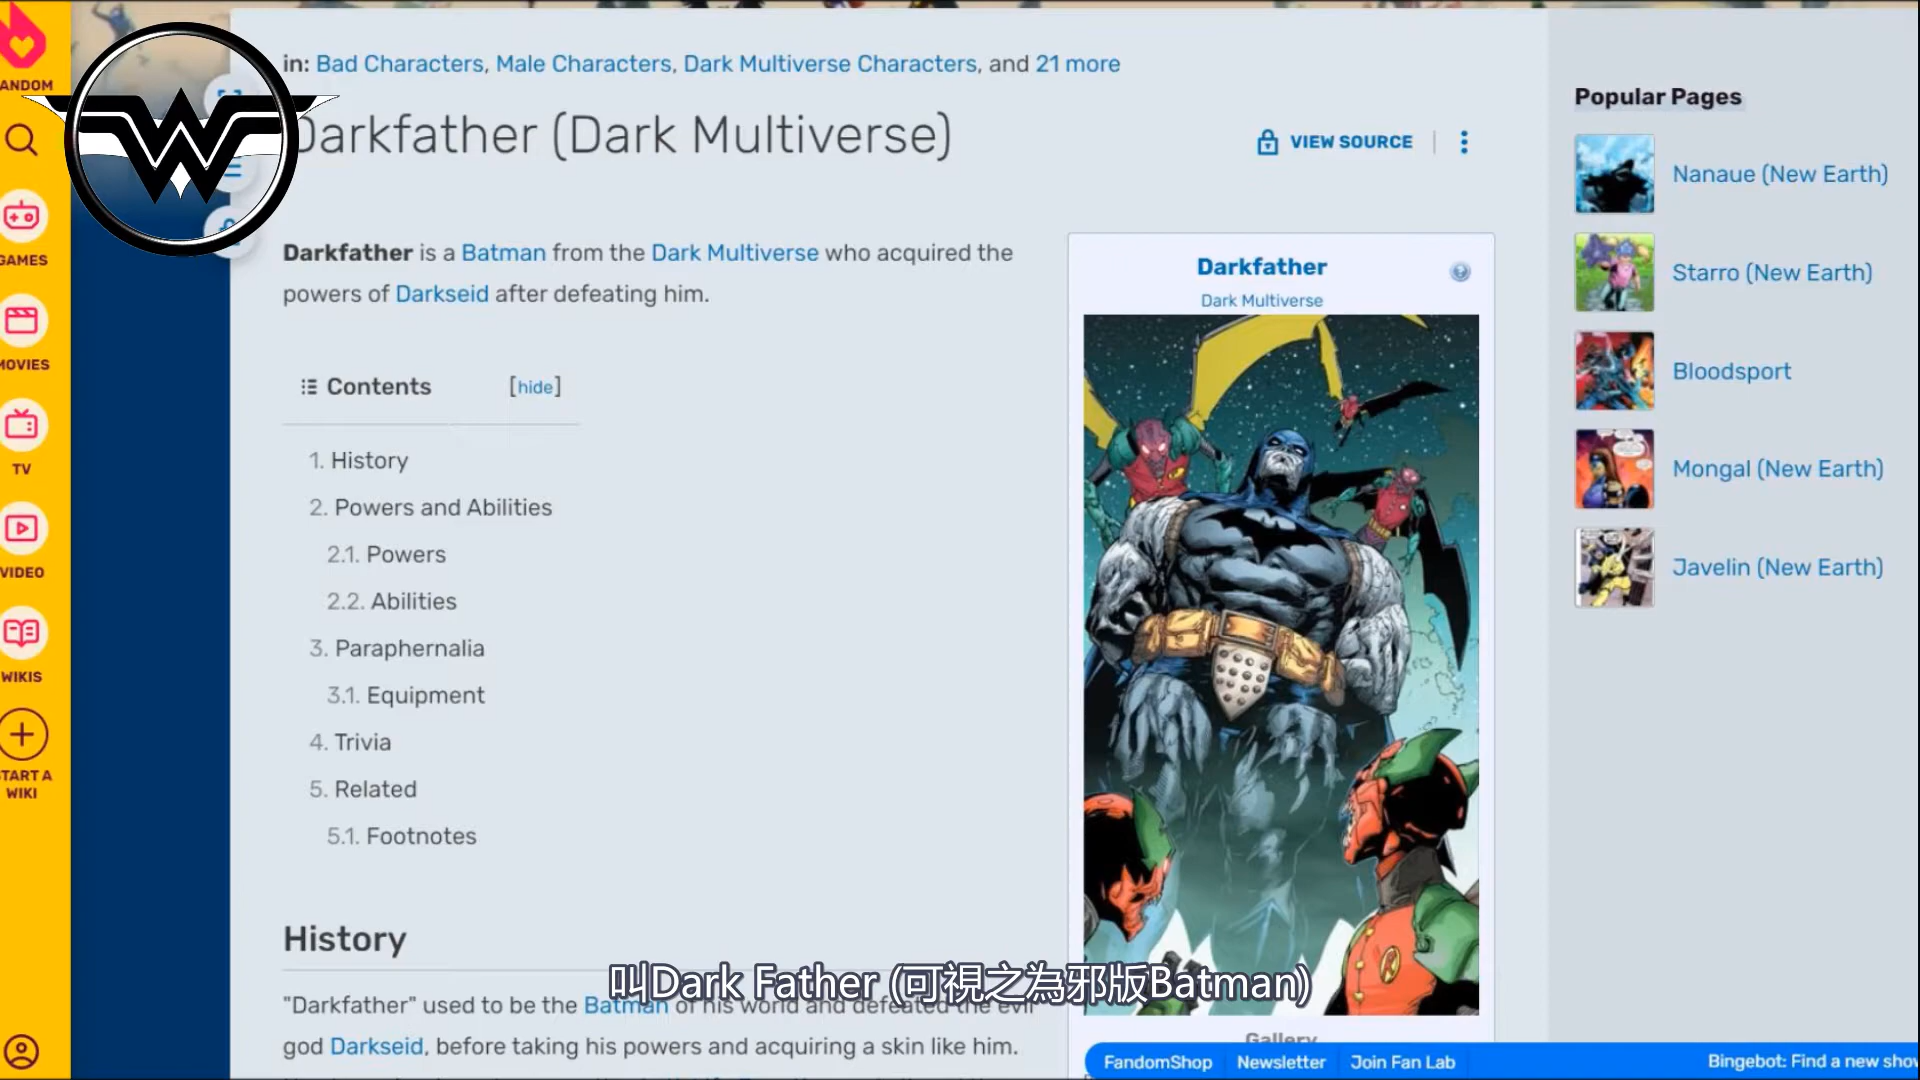 in: Bad Characters, Male Characters, Dark Multiverse Characters, and 21 more
Darkfather (Dark Multiverse)
VIEW SOURCE
Darkfather is a Batman from the Dark Multiverse who acquired the
powers of Darkseid after defeating him.
Contents [hide]
1. History
2. Powers and Abilities
2.1. Powers
2.2. Abilities
3. Paraphernalia
3.1. Equipment
4. Trivia
5. Related
5.1. Footnotes
History
"Darkfather" used to be the Batman of his world and defeated the evil
god Darkseid, before taking his powers and acquiring a skin like him.
Darkfather
Dark Multiverse
Gallery
Popular Pages
Nanaue (New Earth)
Starro (New Earth)
Bloodsport
Mongal (New Earth)
Javelin (New Earth)
ANDOM
GAMES
MOVIES
TV
VIDEO
WIKIS
START A
WIKI
叫Dark Father (可視之為邪版Batman)
FandomShop Newsletter Join Fan Lab
Bingebot: Find a new show